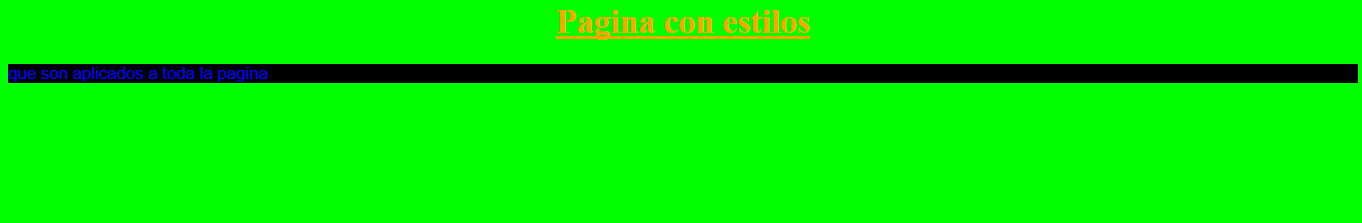 Pagina con estilos
que son aplicados a toda la pagina